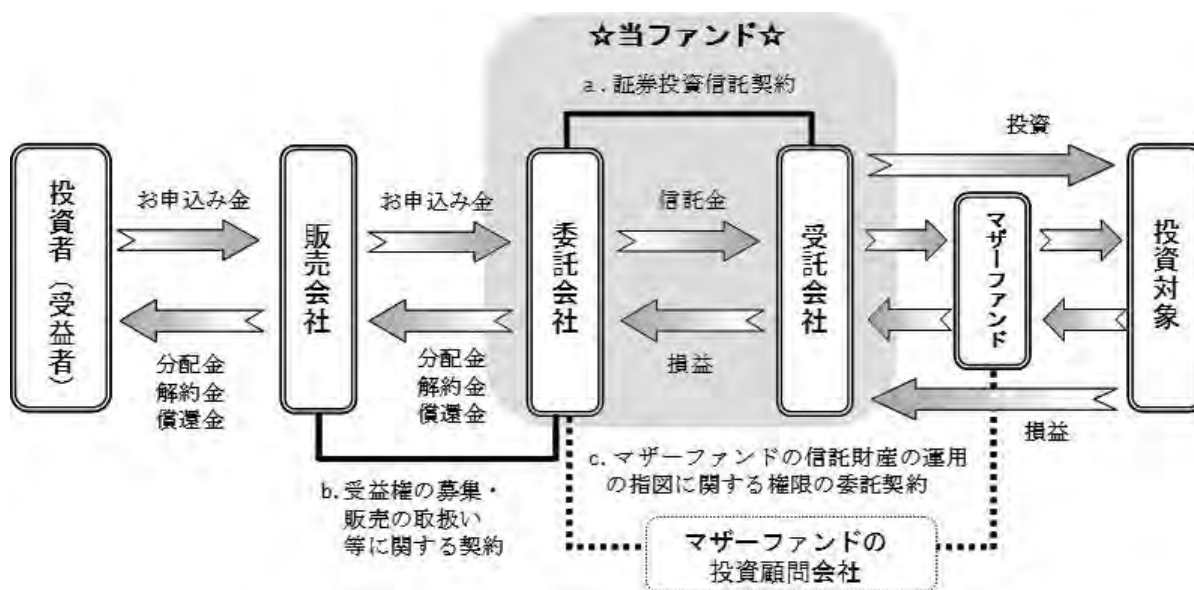 ☆当ファンド☆
a.証券投資信託契約
投資者（受益者）
お申込み金
分配金
解約金
償還金
販売会社
お申込み金
分配金
解約金
償還金
委託会社
信託金
損益
受託会社
投資
マザーファンド
損益
投資対象
b.受益権の募集・
販売の取扱い
等に関する契約
c.マザーファンドの信託財産の運用
の指図に関する権限の委託契約
マザーファンドの
投資顧問会社